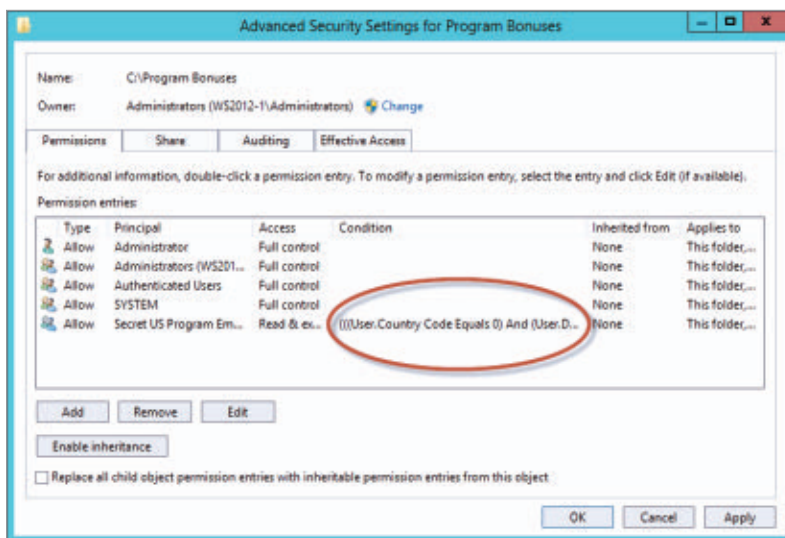 Advanced Security Settings for Program Bonuses
Name: C:\Program Bonuses
Owner: Administrators (WS2012-1\Administrators) Change
Permissions Share Auditing Effective Access
For additional information, double-click a permission entry. To modify a permission entry, select the entry and click Edit (if available).
Permission entries:
Type Principal Access Condition Inherited from Applies to
Allow Administrator Full control None This folder,...
Allow Administrators (WS201... Full control None This folder,...
Allow Authenticated Users Full control None This folder,...
Allow SYSTEM Full control None This folder,...
Allow Secret US Program Em... Read & ex... (((User.Country Code Equals 0) And (User.D... None This folder,...
Add Remove Edit
Enable inheritance
Replace all child object permission entries with inheritable permission entries from this object
OK Cancel Apply